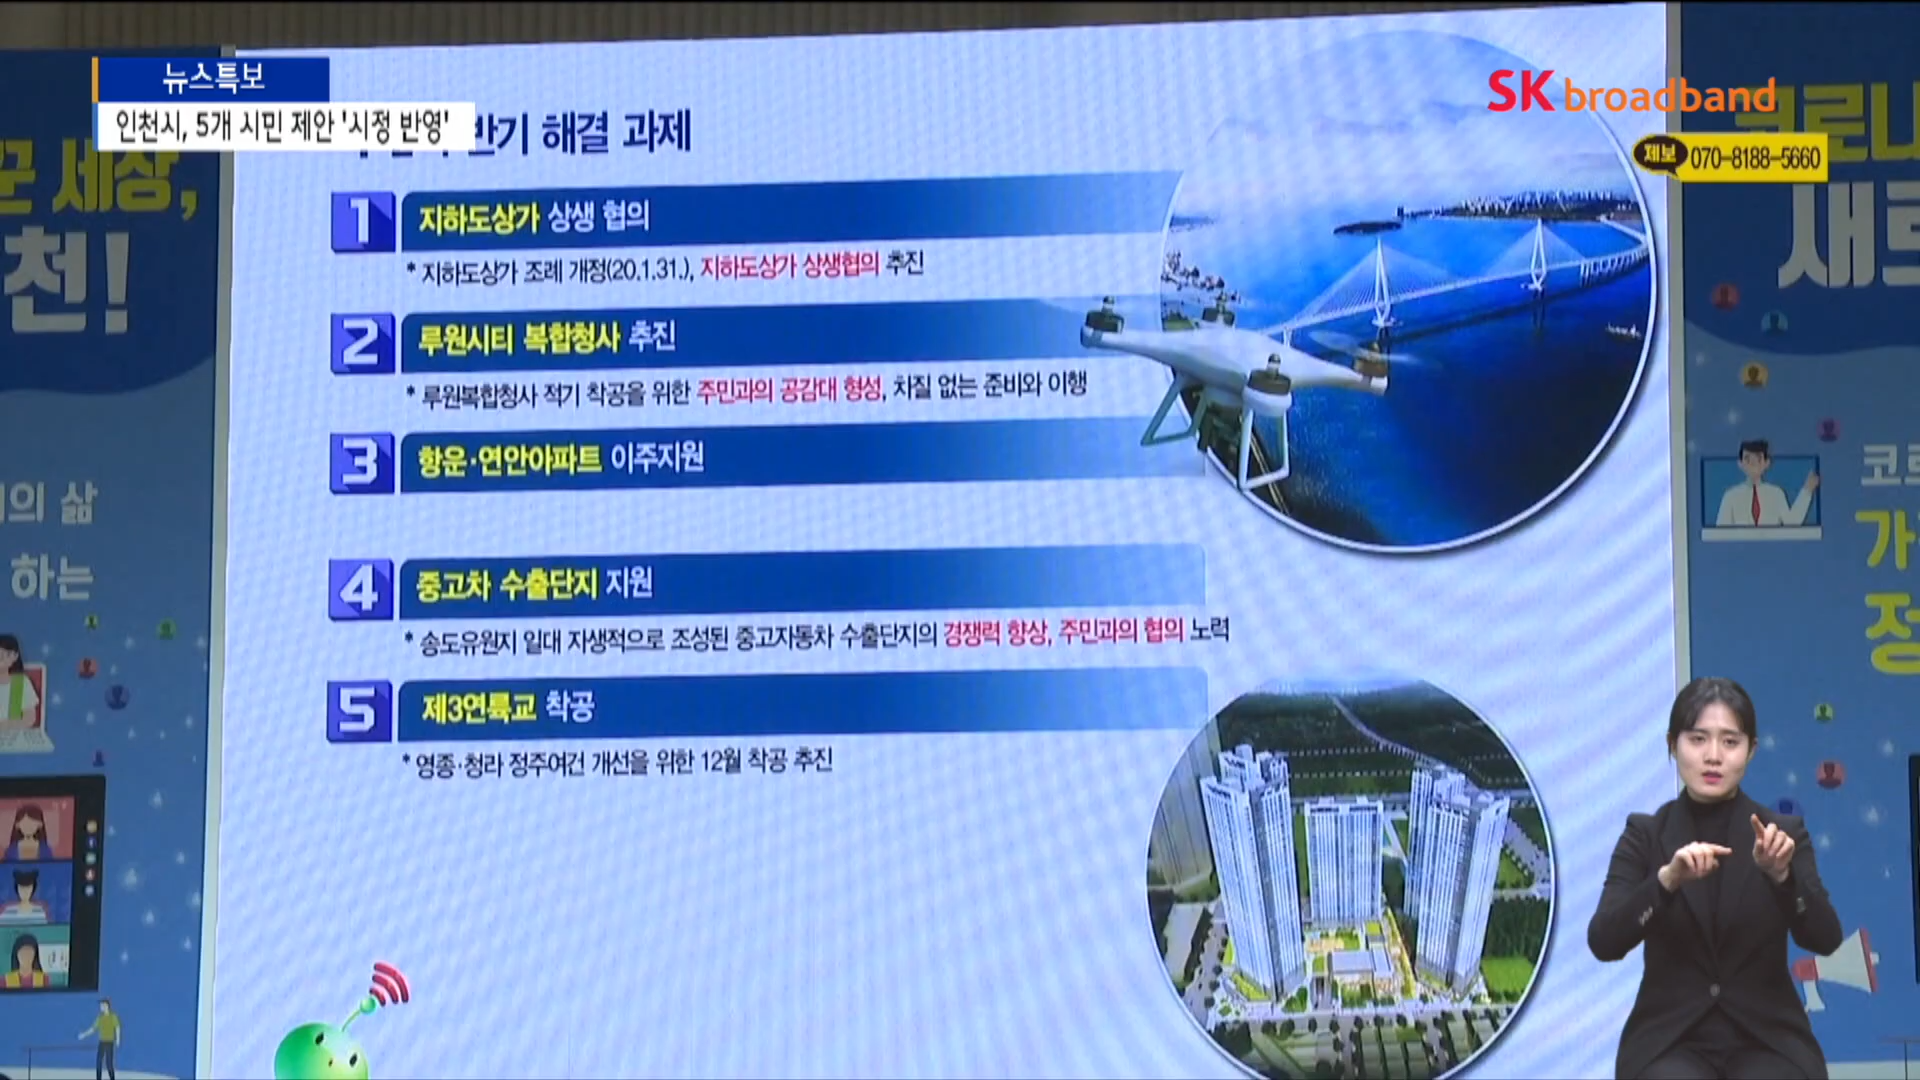 뉴스특보
인천시, 5개 시민 제안 '시정 반영'
SK broadband
제보 070-8188-5660
반기 해결 과제
1 지하도상가 상생 협의
* 지하도상가 조례 개정(20.1.31.), 지하도상가 상생협의 추진
2 루원시티 복합청사 추진
* 루원복합청사 적기 착공을 위한 주민과의 공감대 형성, 차질 없는 준비와 이행
3 항운·연안아파트 이주지원
4 중고차 수출단지 지원
* 송도유원지 일대 자생적으로 조성된 중고자동차 수출단지의 경쟁력 향상, 주민과의 협의 노력
5 제3연륙교 착공
* 영종·청라 정주여건 개선을 위한 12월 착공 추진
세상,
천!
의 삶
하는
새로
코로
가
정